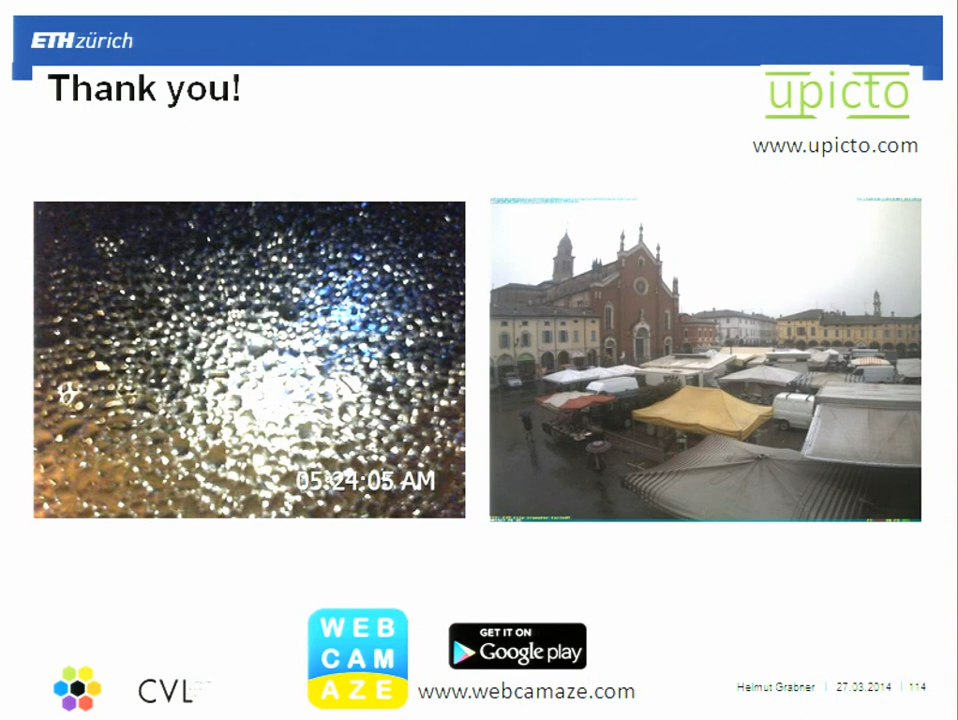 ETH zürich
Thank you!
upicto
www.upicto.com
05:24:05 AM
WEB
CAM
AZE
GET IT ON
Google play
www.webcamaze.com
CVL
Helmut Grabner | 27.03.2014 | 114